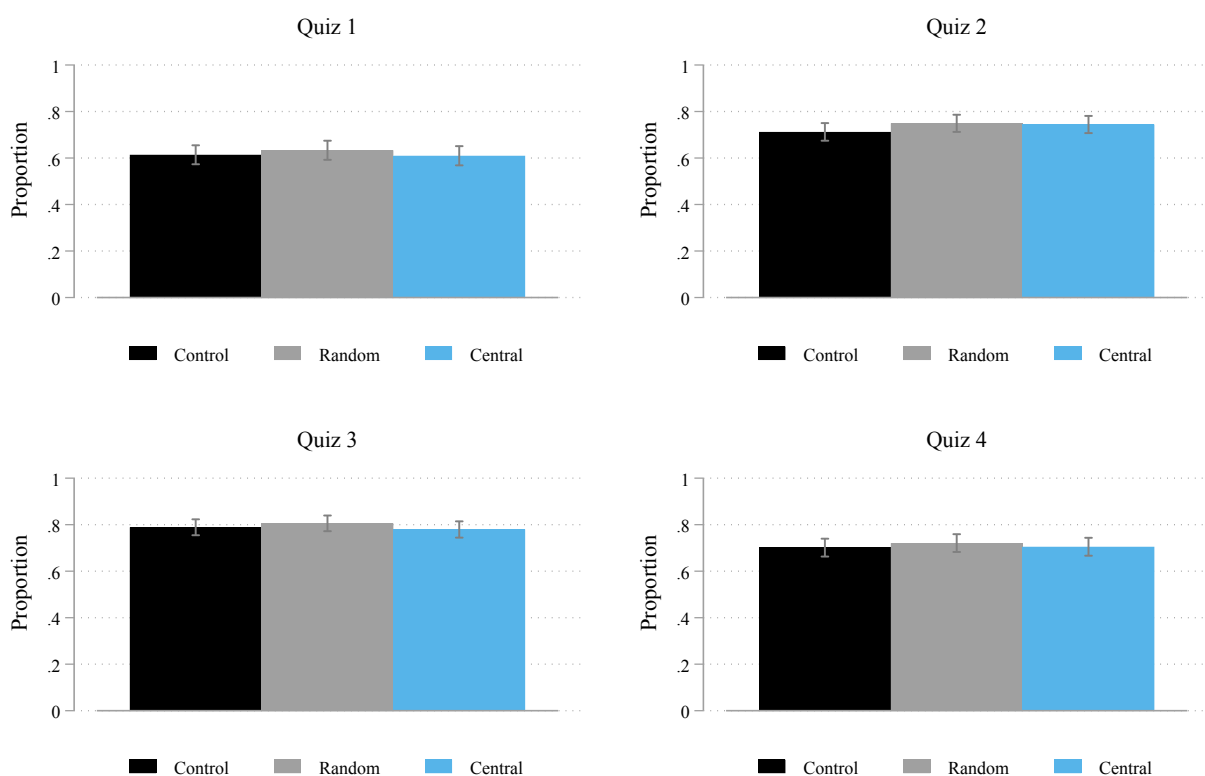 Quiz 1
Proportion
1
.8
.6
.4
.2
0
Control Random Central
Quiz 2
Proportion
1
.8
.6
.4
.2
0
Control Random Central
Quiz 3
Proportion
1
.8
.6
.4
.2
0
Control Random Central
Quiz 4
Proportion
1
.8
.6
.4
.2
0
Control Random Central